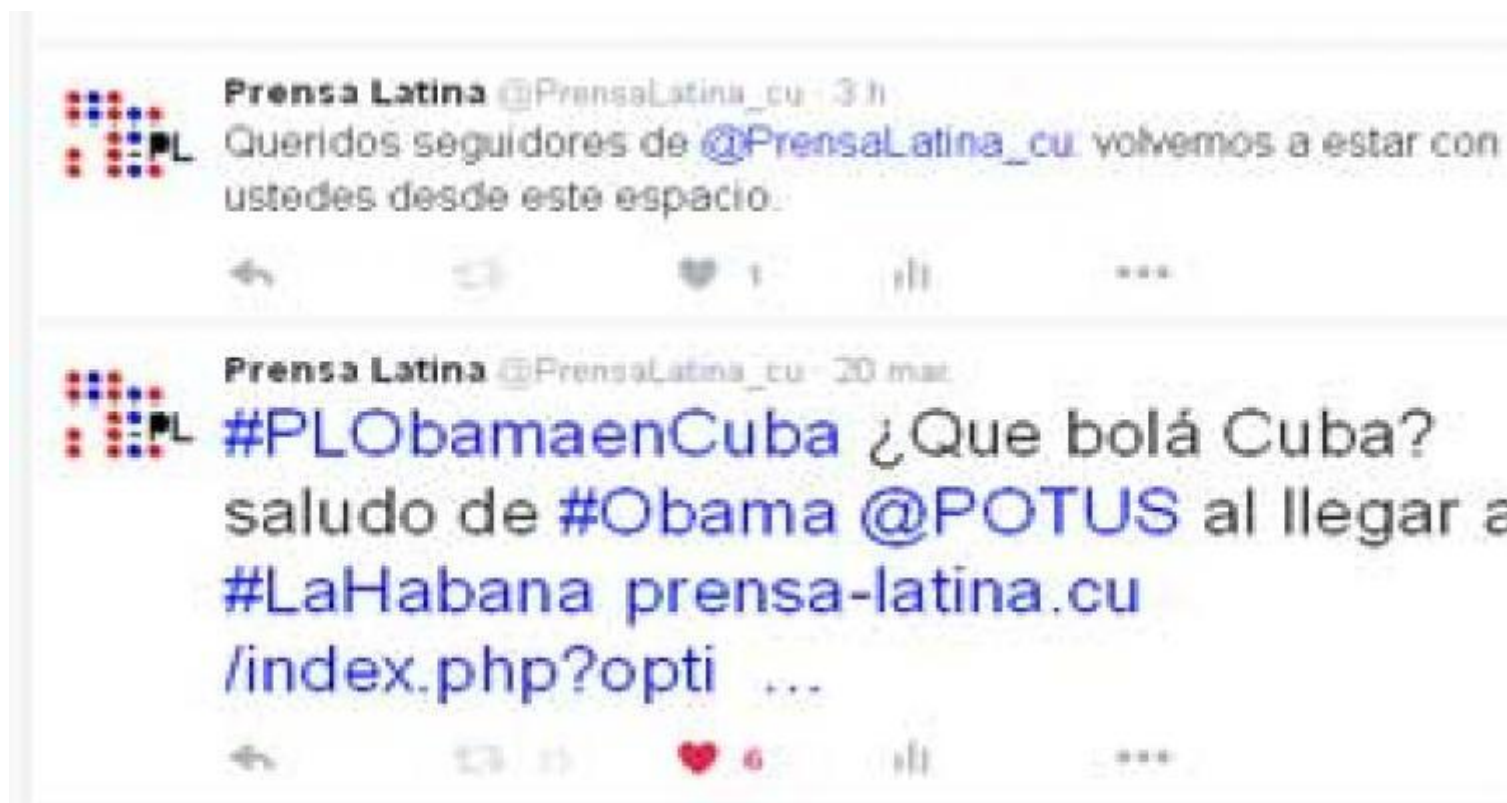 Prensa Latina @PrensaLatina_cu · 3 h
PL Queridos seguidores de @PrensaLatina_cu: volvemos a estar con
ustedes desde este espacio.
1
Prensa Latina @PrensaLatina_cu · 20 mar.
PL #PLObamaenCuba ¿Que bolá Cuba?
saludo de #Obama @POTUS al llegar a
#LaHabana prensa-latina.cu
/index.php?opti ...
6